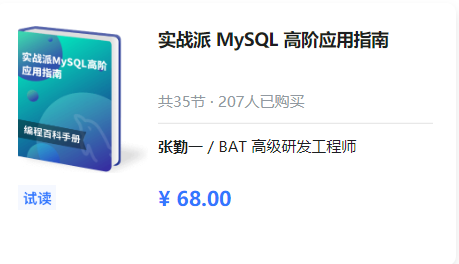 实战派MySQL高阶
应用指南
编程百科手册
试读
实战派 MySQL 高阶应用指南
共35节 · 207人已购买
张勤一 / BAT 高级研发工程师
¥ 68.00